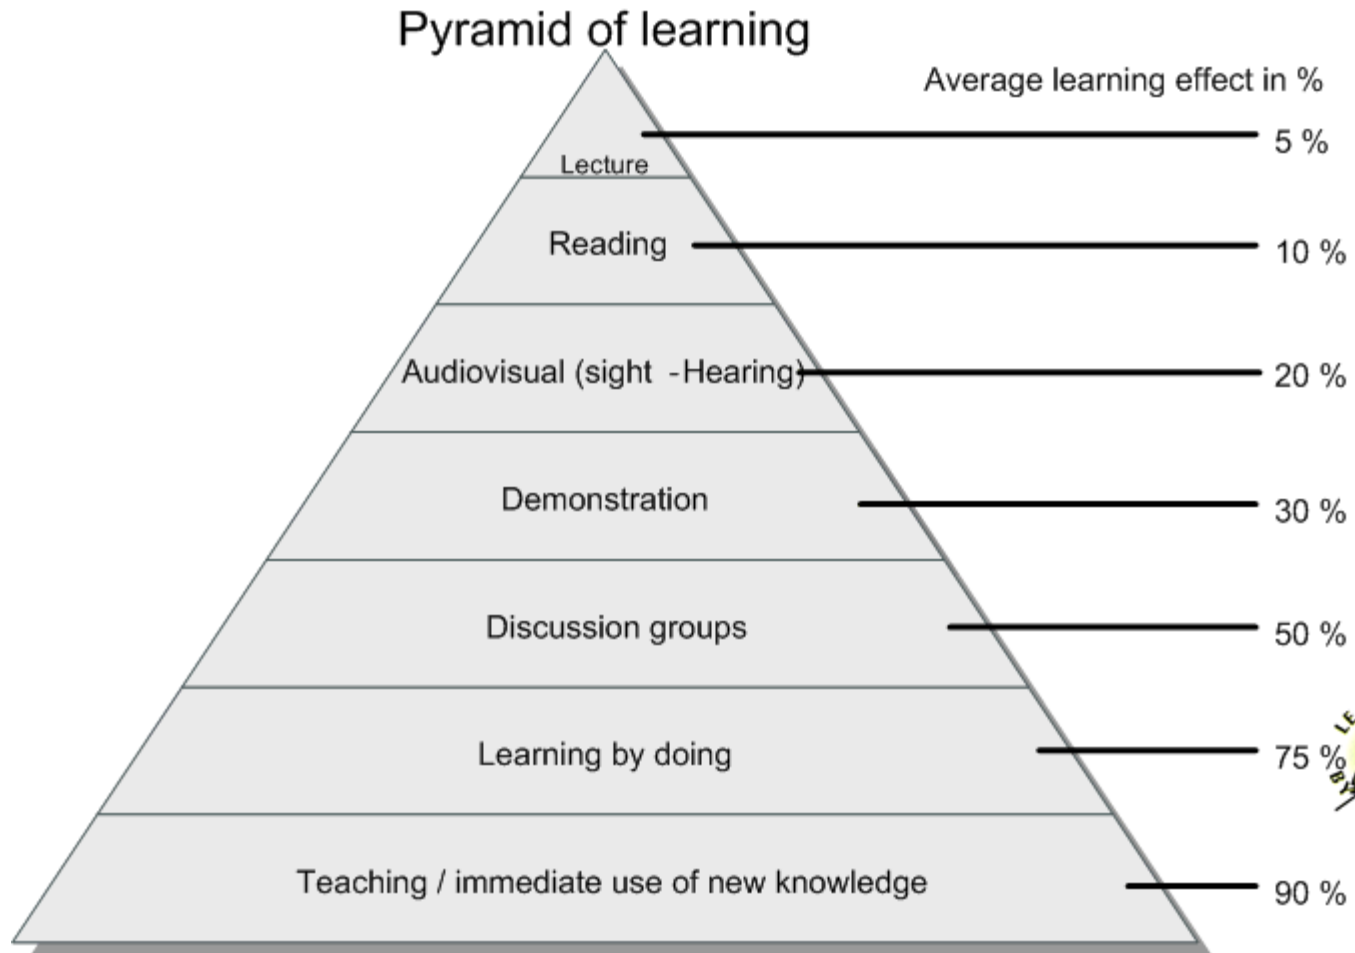 Pyramid of learning
Average learning effect in %
5 %
Lecture
Reading
10 %
Audiovisual (sight -Hearing)
20 %
Demonstration
30 %
Discussion groups
50 %
Learning by doing
75 %
Teaching / immediate use of new knowledge
90 %